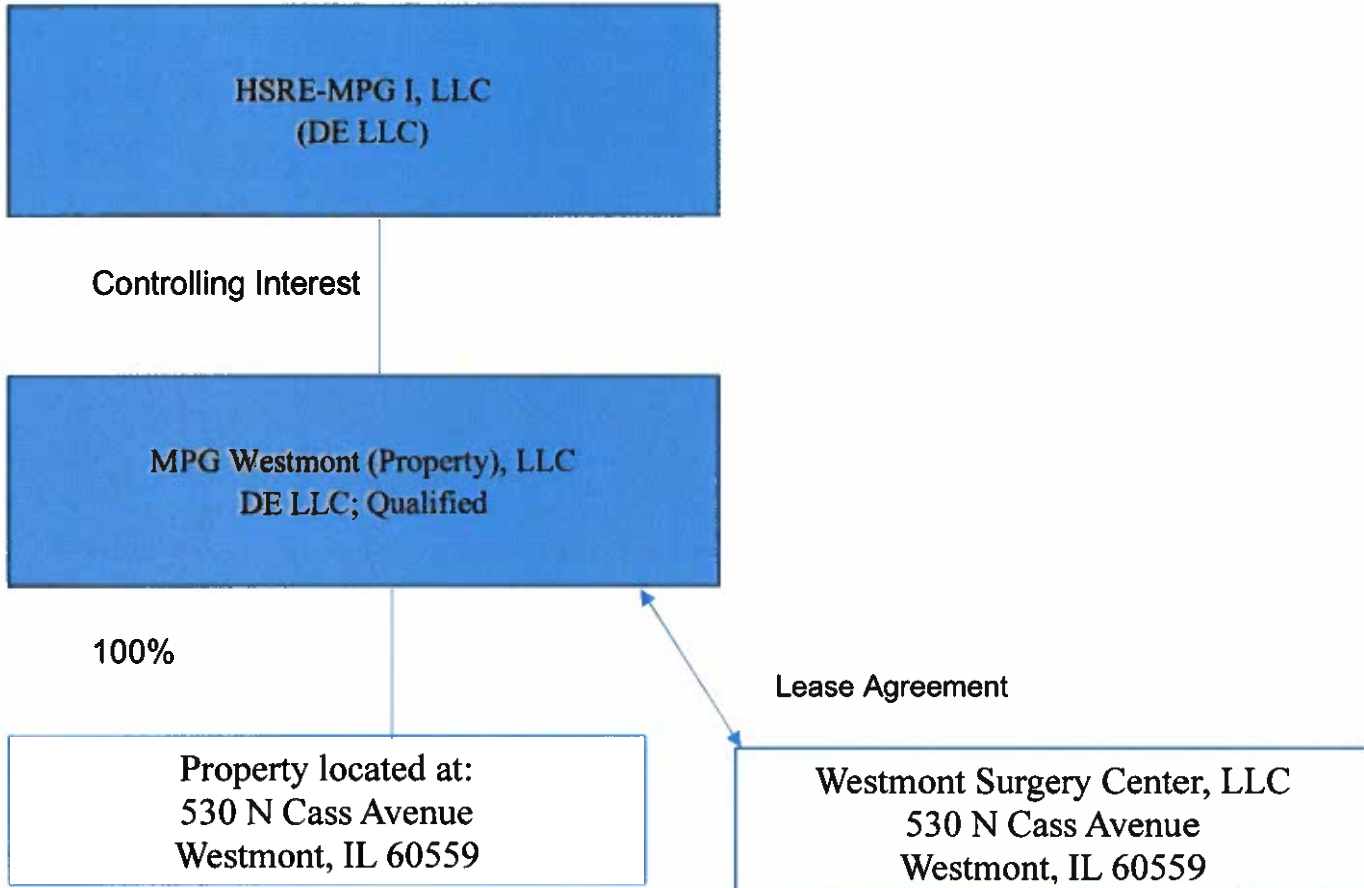 HSRE-MPG I, LLC
(DE LLC)
Controlling Interest
MPG Westmont (Property), LLC
DE LLC; Qualified
100%
Lease Agreement
Property located at:
530 N Cass Avenue
Westmont, IL 60559
Westmont Surgery Center, LLC
530 N Cass Avenue
Westmont, IL 60559